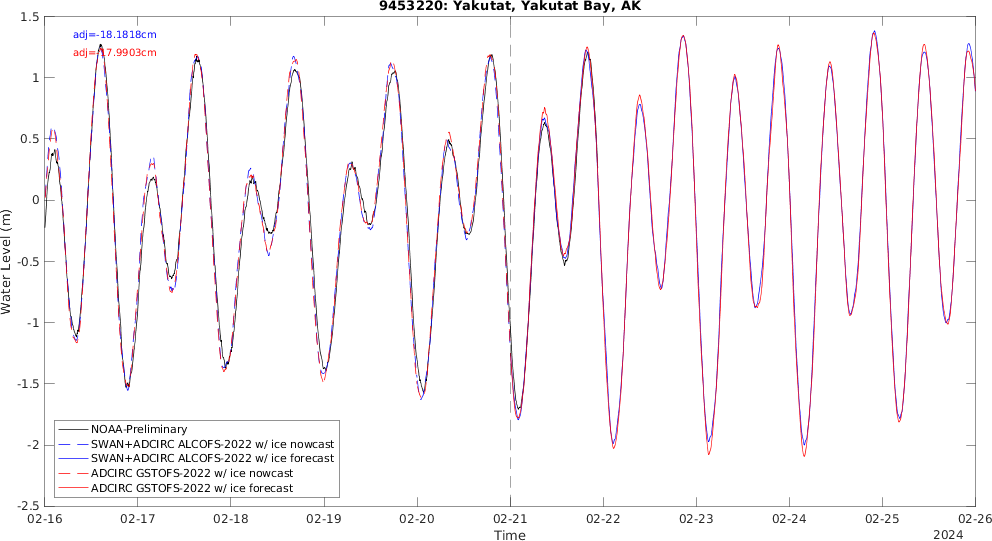 9453220: Yakutat, Yakutat Bay, AK
adj=-18.1818cm
adj=-17.9903cm
Water Level (m)
1.5
1
0.5
0
-0.5
-1
-1.5
-2
-2.5
NOAA-Preliminary
SWAN+ADCIRC ALCOFS-2022 w/ ice nowcast
SWAN+ADCIRC ALCOFS-2022 w/ ice forecast
ADCIRC GSTOFS-2022 w/ ice nowcast
ADCIRC GSTOFS-2022 w/ ice forecast
02-16 02-17 02-18 02-19 02-20 02-21 02-22 02-23 02-24 02-25 02-26
Time
2024